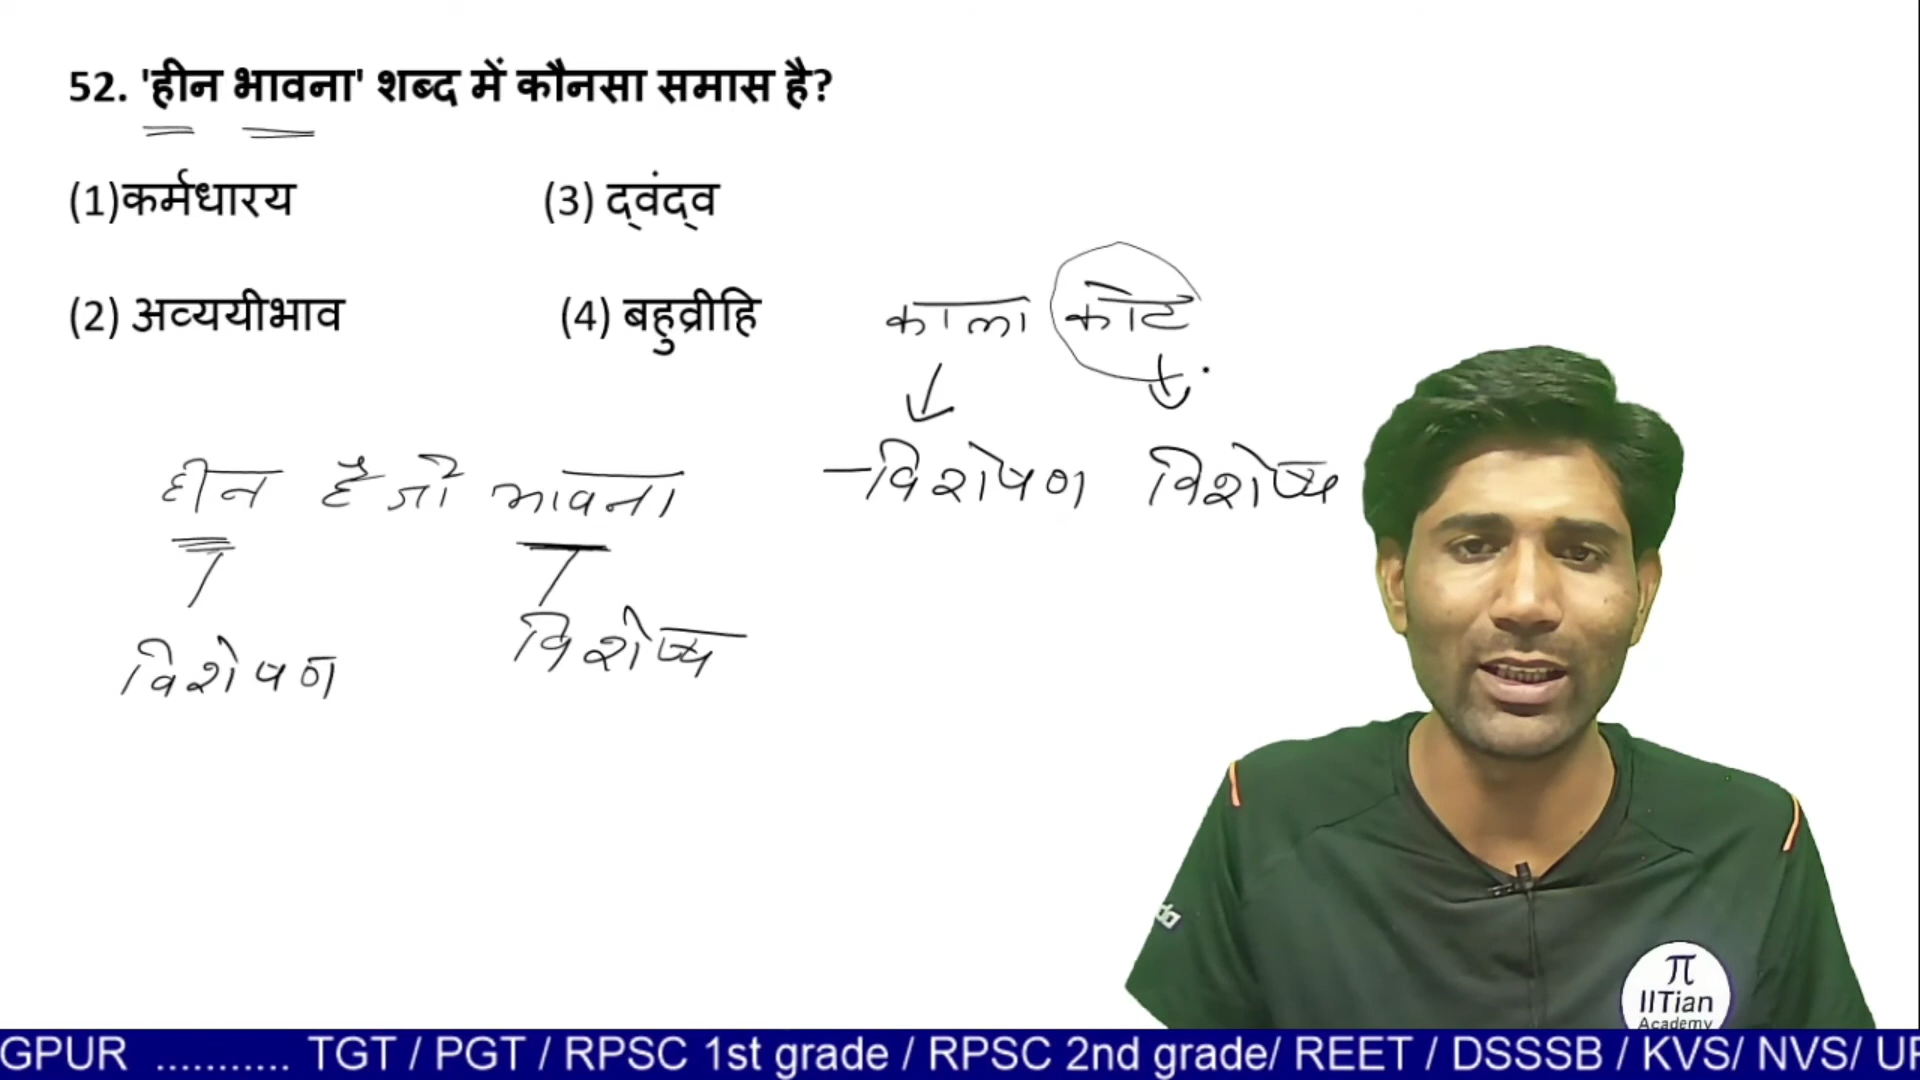 52. 'हीन भावना' शब्द में कौनसा समास है?
(1)कर्मधारय (3) द्वंद्व
(2) अव्ययीभाव (4) बहुव्रीहि
काला कोट
हीन है जो भावना
विशेषण विशेष्य
विशेषण विशेष्य
π
IITian
Academy
GPUR ........... TGT / PGT / RPSC 1st grade / RPSC 2nd grade/ REET / DSSSB / KVS/ NVS/